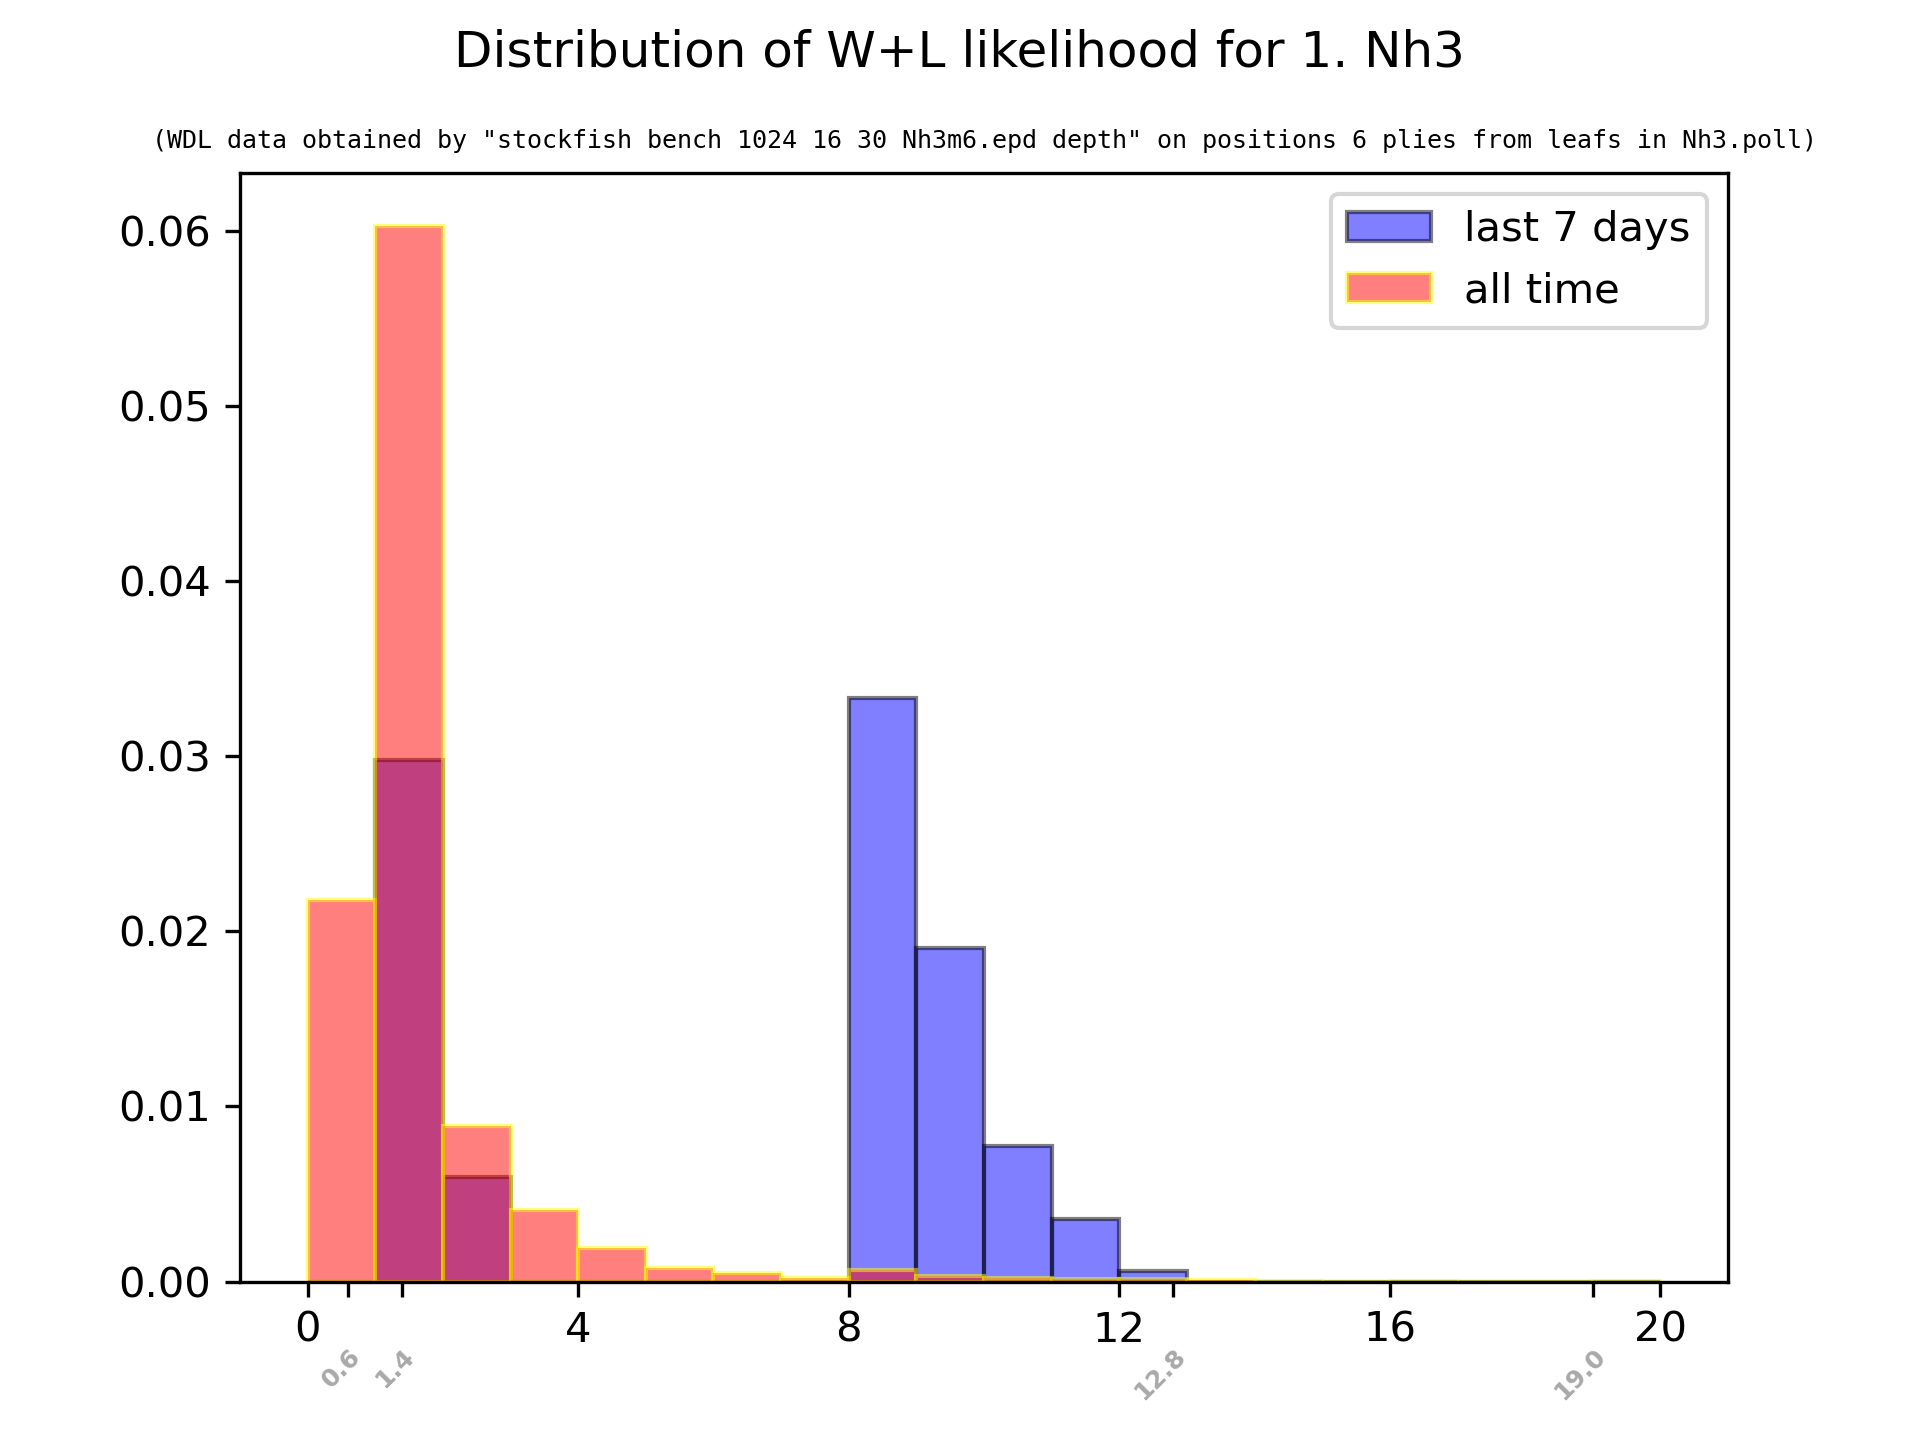 Distribution of W+L likelihood for 1. Nh3
(WDL data obtained by "stockfish bench 1024 16 30 Nh3m6.epd depth" on positions 6 plies from leafs in Nh3.poll)
last 7 days
all time
0.06
0.05
0.04
0.03
0.02
0.01
0.00
0 4 8 12 16 20
0.6 1.4 12.8 19.0